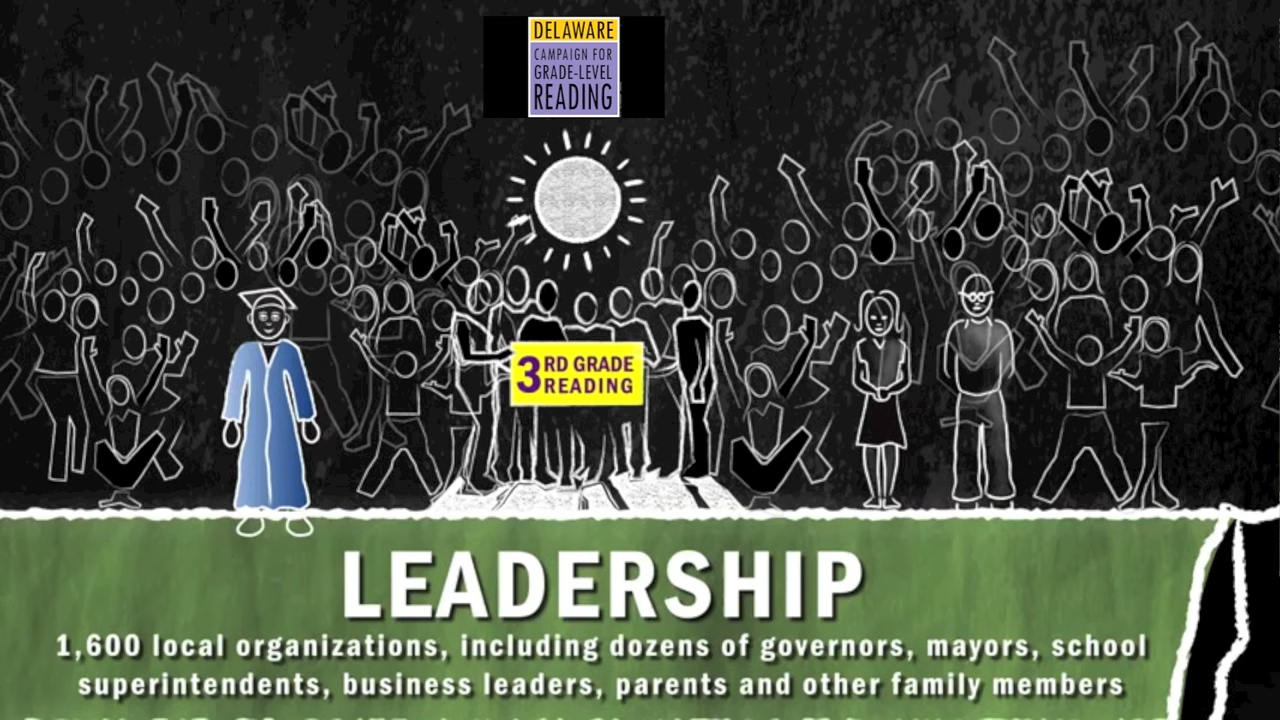 DELAWARE
CAMPAIGN FOR
GRADE-LEVEL
READING
3RD GRADE
READING
LEADERSHIP
1,600 local organizations, including dozens of governors, mayors, school
superintendents, business leaders, parents and other family members